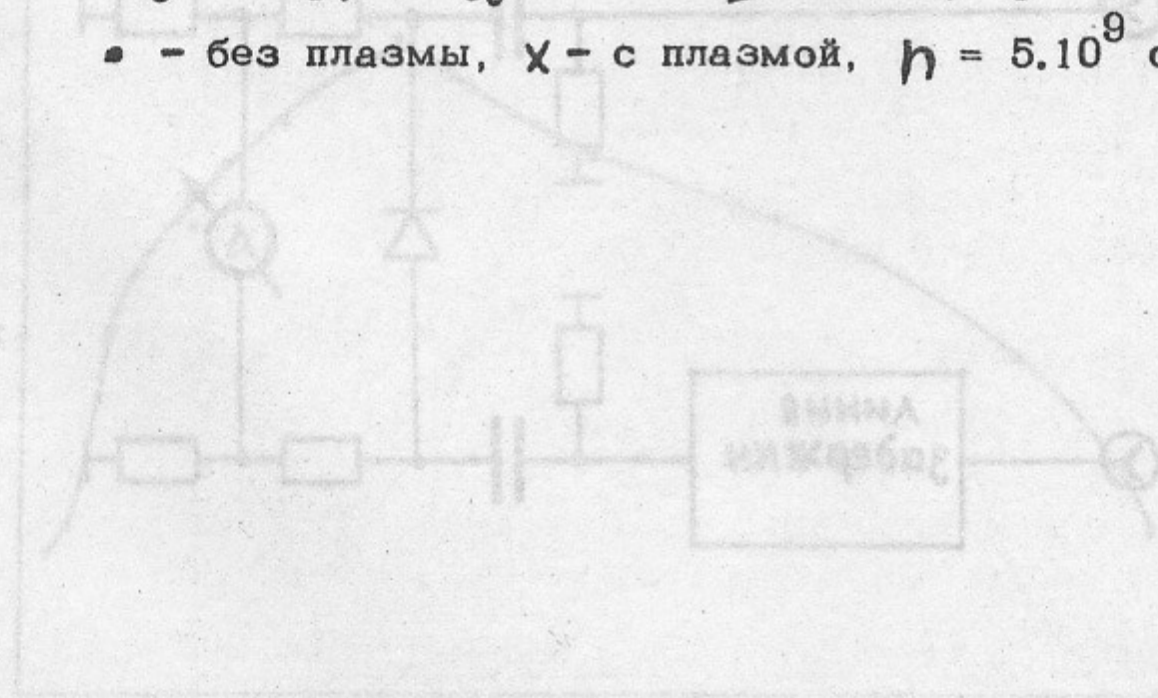 • - без плазмы, X - с плазмой, n = 5.10⁹
Линия
задержки